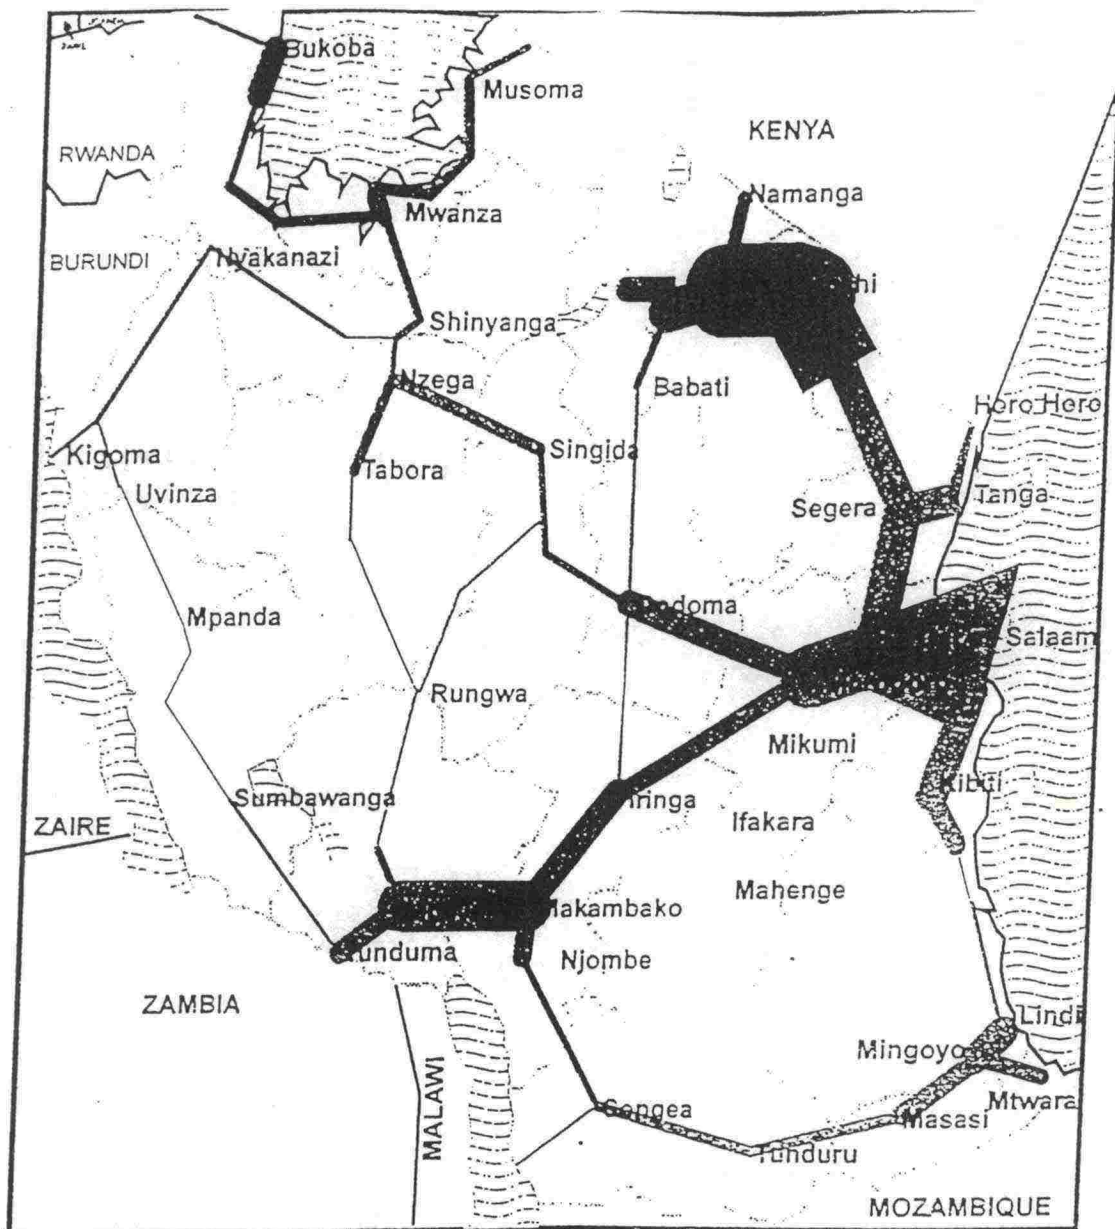 Bukoba
Musoma
KENYA
RWANDA
Namanga
Mwanza
BURUNDI
Nyakanazi
Shinyanga
Nzega
Babati
Horo Horo
Kigoma
Singida
Tabora
Uvinza
Segera
Tanga
Mpanda
Dodoma
Salaam
Rungwa
Mikumi
Kibiti
Sumbawanga
Iringa
Ifakara
ZAIRE
Mahenge
Makambako
Tunduma
Njombe
ZAMBIA
Lindi
Mingoyo
MALAWI
Mtwara
Songea
Masasi
Tunduru
MOZAMBIQUE